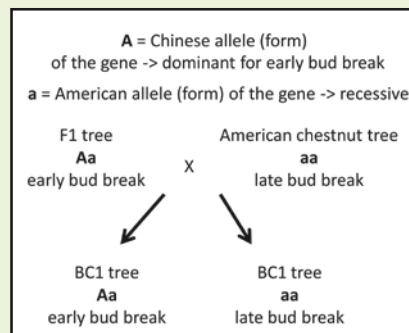 A = Chinese allele (form)
of the gene -> dominant for early bud break
a = American allele (form) of the gene -> recessive
F1 tree American chestnut tree
Aa X aa
early bud break late bud break
BC1 tree BC1 tree
Aa aa
early bud break late bud break